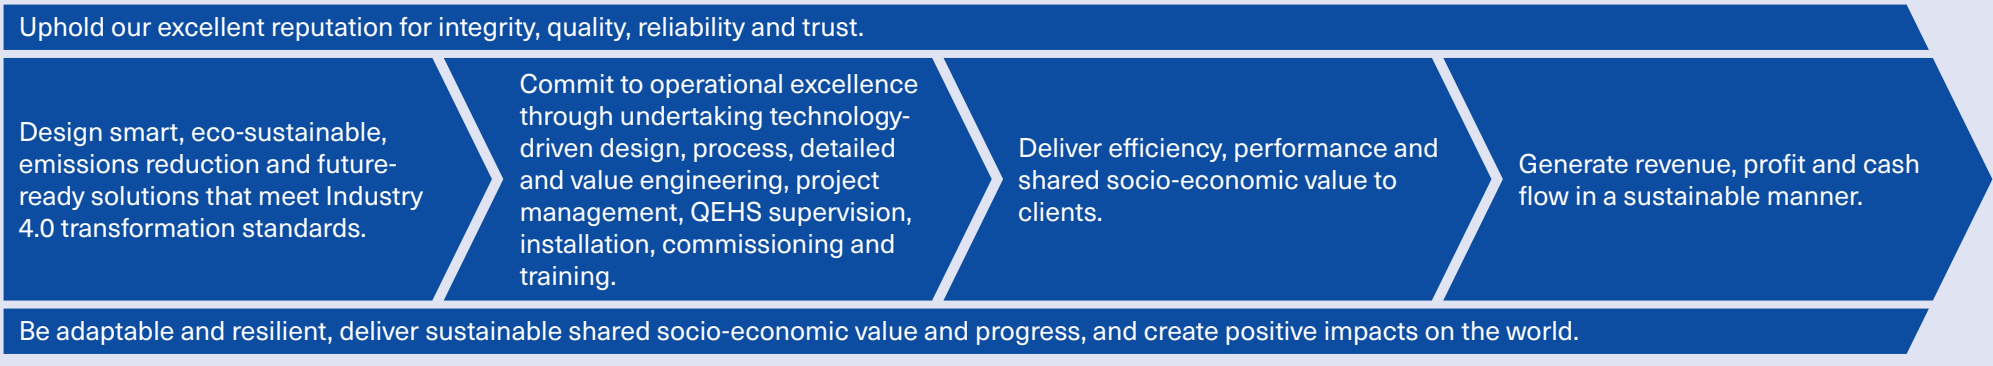 Uphold our excellent reputation for integrity, quality, reliability and trust.
Design smart, eco-sustainable,
emissions reduction and future-
ready solutions that meet Industry
4.0 transformation standards.
Commit to operational excellence
through undertaking technology-
driven design, process, detailed
and value engineering, project
management, QEHS supervision,
installation, commissioning and
training.
Deliver efficiency, performance and
shared socio-economic value to
clients.
Generate revenue, profit and cash
flow in a sustainable manner.
Be adaptable and resilient, deliver sustainable shared socio-economic value and progress, and create positive impacts on the world.